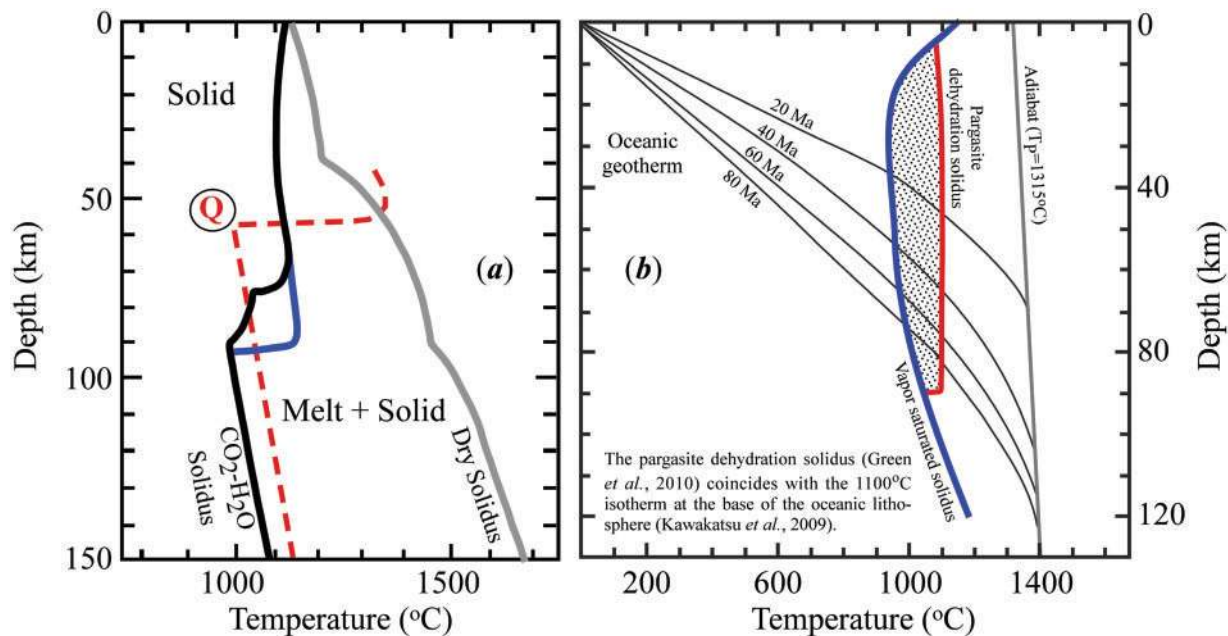 0
50
100
150
Depth (km)
Solid
Q
(a)
Melt + Solid
CO2-H2O
Solidus
Dry Solidus
1000
1500
Temperature (°C)
0
40
80
120
Depth (km)
Oceanic
geotherm
20 Ma
40 Ma
60 Ma
80 Ma
Pargasite
dehydration solidus
Adiabat (TP=1315°C)
(b)
Vapor saturated solidus
The pargasite dehydration solidus (Green
et al., 2010) coincides with the 1100°C
isotherm at the base of the oceanic litho-
sphere (Kawakatsu et al., 2009).
200
600
1000
1400
Temperature (°C)